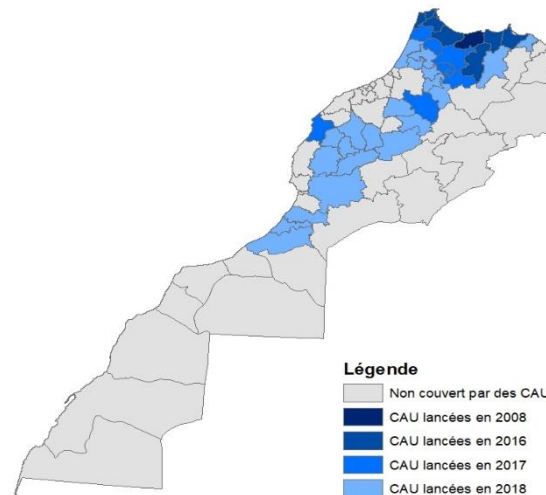 Légende
Non couvert par des CAU
CAU lancées en 2008
CAU lancées en 2016
CAU lancées en 2017
CAU lancées en 2018